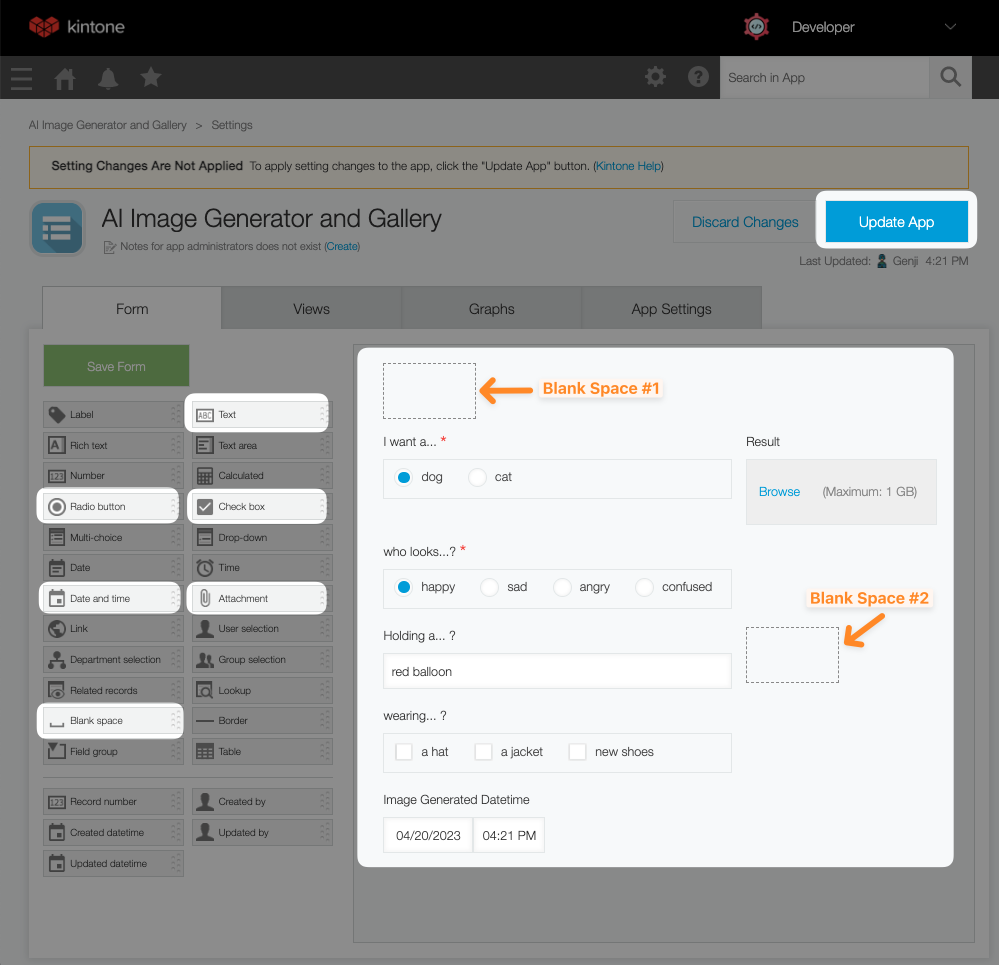 kintone
Developer
Search in App
AI Image Generator and Gallery > Settings
Setting Changes Are Not Applied To apply setting changes to the app, click the "Update App" button. (Kintone Help)
AI Image Generator and Gallery
Notes for app administrators does not exist (Create)
Discard Changes
Update App
Last Updated: Genji 4:21 PM
Form Views Graphs App Settings
Save Form
Label
ABC Text
A Rich text
Text area
123 Number
Calculated
Radio button
Check box
Multi-choice
Drop-down
Date
Time
Date and time
Attachment
Link
User selection
Department selection
Group selection
Related records
Lookup
Blank space
Border
Field group
Table
123 Record number
Created by
Created datetime
Updated by
Updated datetime
Blank Space #1
I want a... *
dog cat
Result
Browse (Maximum: 1 GB)
who looks...? *
happy sad angry confused
Blank Space #2
Holding a... ?
red balloon
wearing... ?
a hat a jacket new shoes
Image Generated Datetime
04/20/2023 04:21 PM